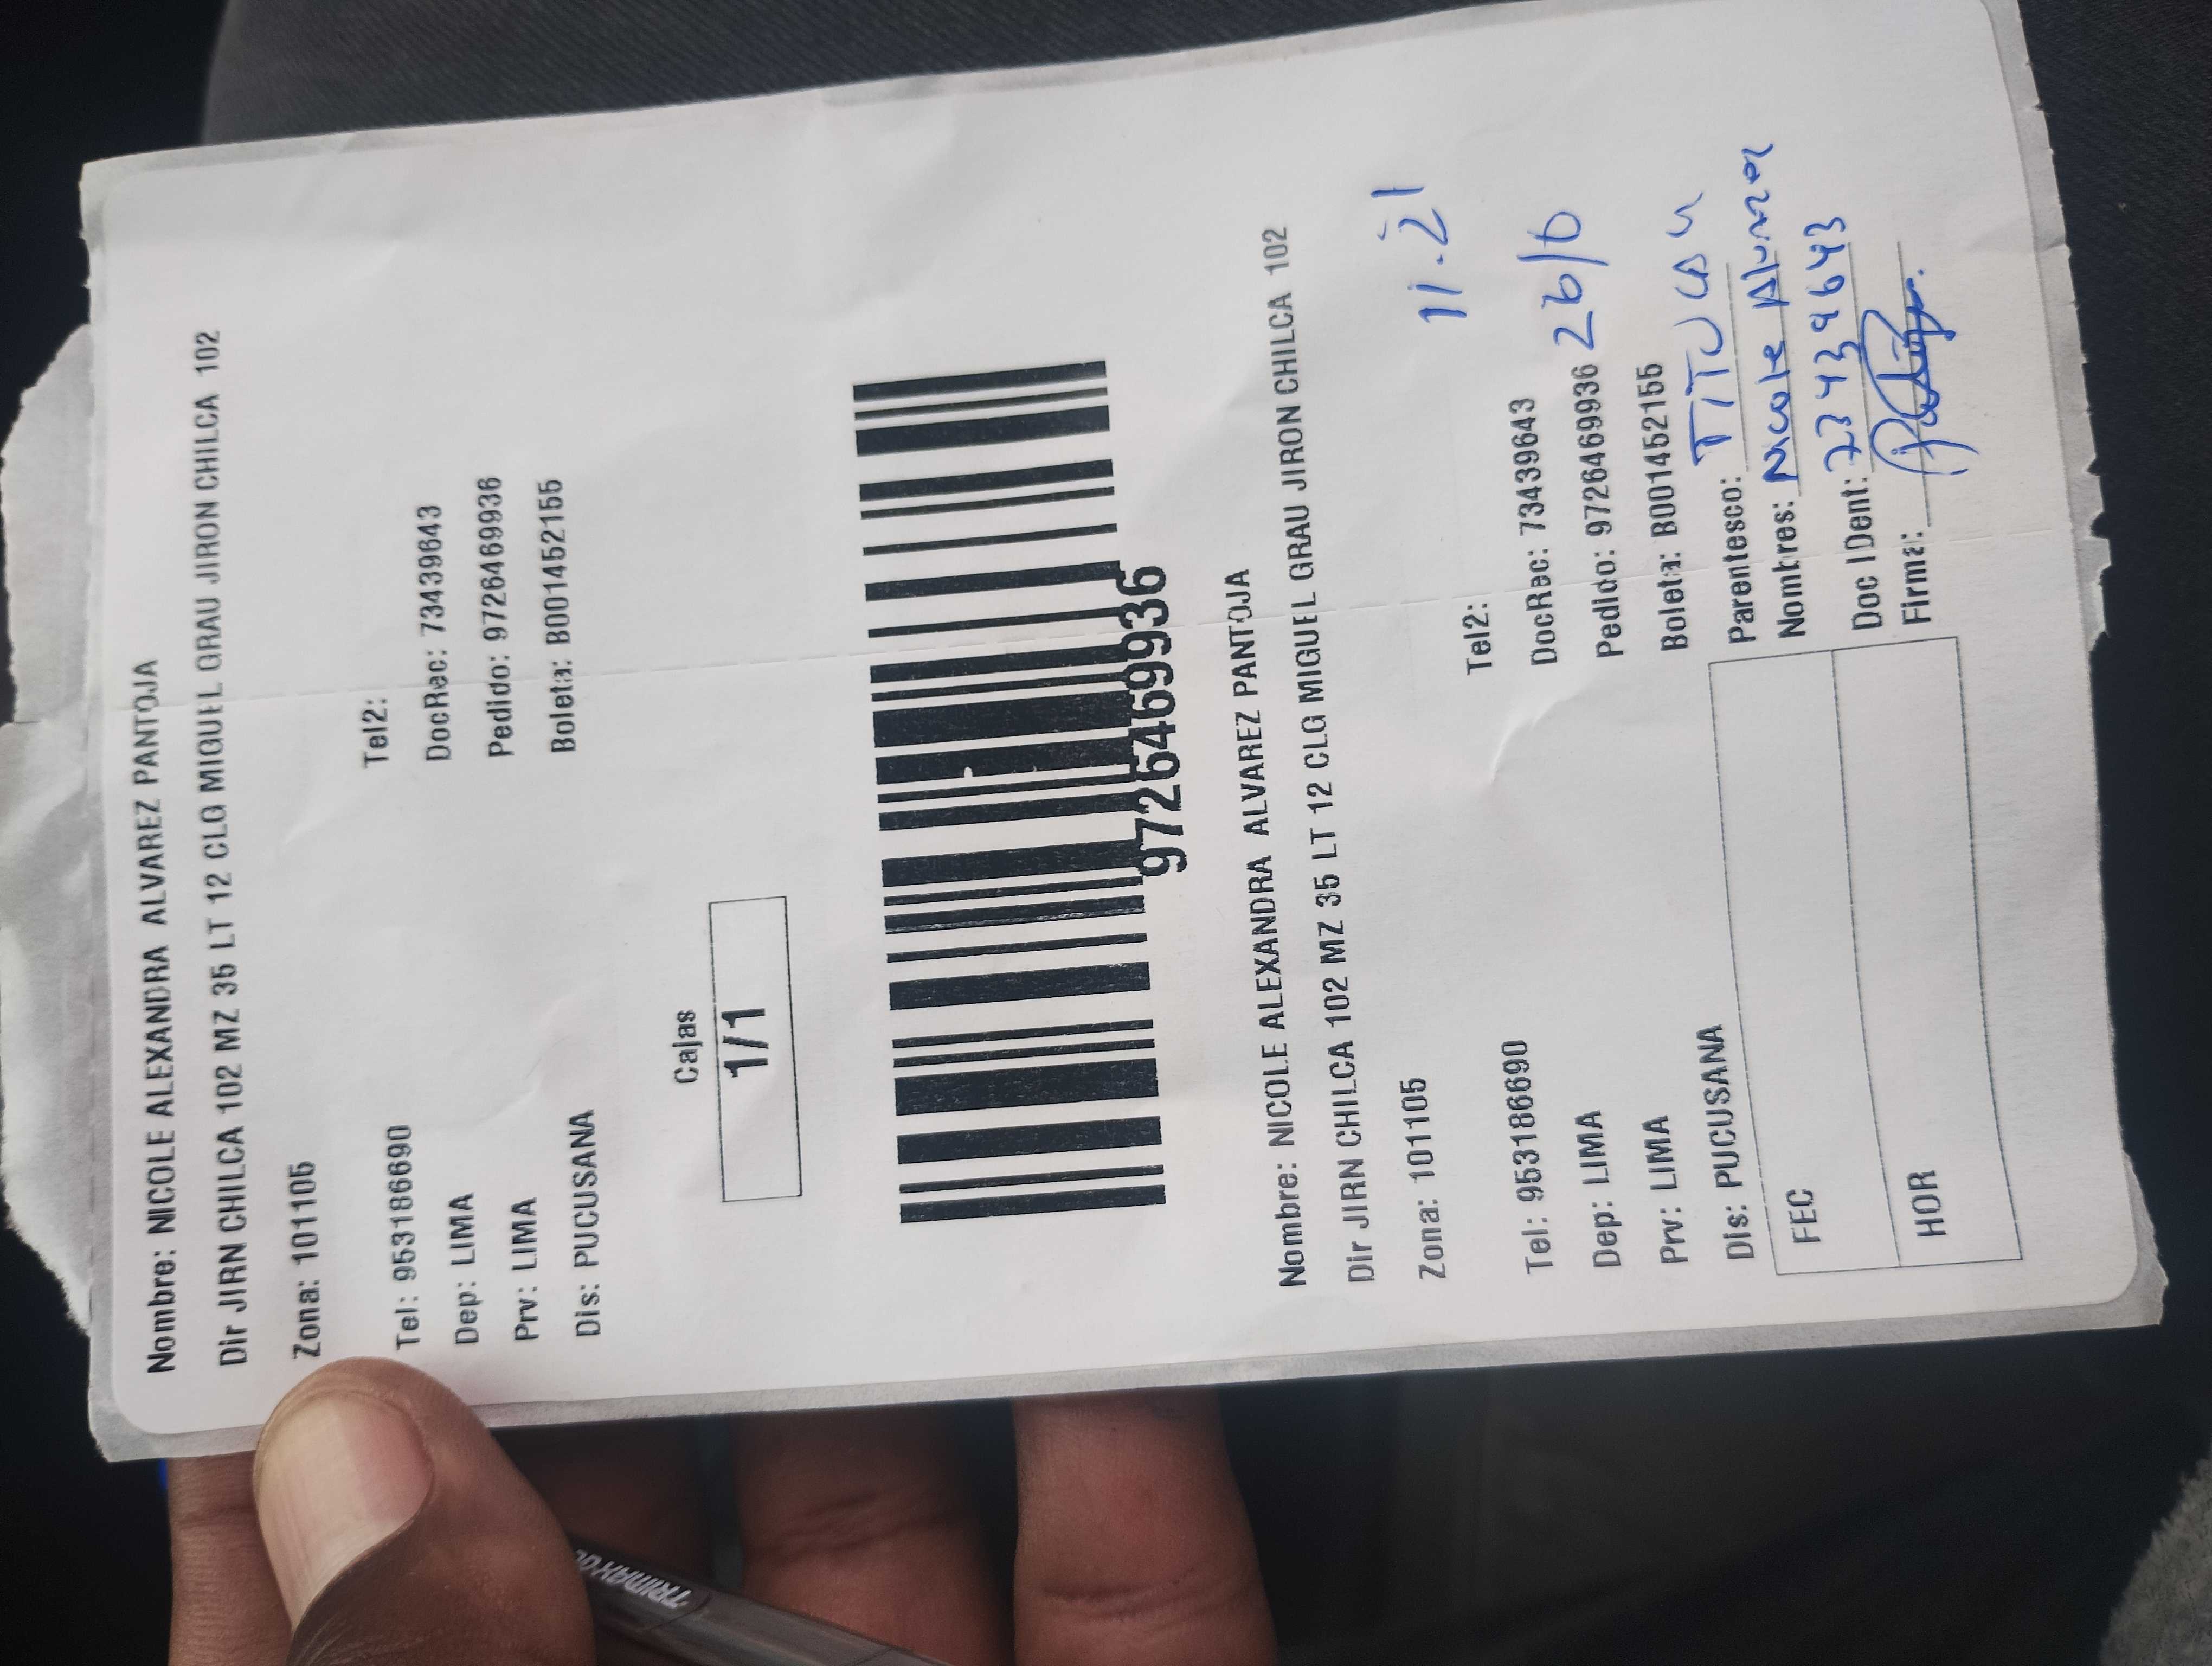 Nombre: NICOLE ALEXANDRA ALVAREZ PANTOJA
Dir JIRN CHILCA 102 MZ 35 LT 12 CLG MIGUEL GRAU JIRON CHILCA 102
Zona: 101105
Tel: 953186690 Tel2:
Dep: LIMA DocRec: 73439643
Prv: LIMA Pedido: 9726469936
Dis: PUCUSANA Boleta: B001452155
Cajas
1/1
9726469936
Nombre: NICOLE ALEXANDRA ALVAREZ PANTOJA
Dir JIRN CHILCA 102 MZ 35 LT 12 CLG MIGUEL GRAU JIRON CHILCA 102
Zona: 101105
11.21
Tel: 953186690 Tel2:
Dep: LIMA DocRec: 73439643
Prv: LIMA Pedido: 9726469936
26/6
Dis: PUCUSANA Boleta: B001452155
Parentesco:
FEC Nombres: Nicole
HOR Doc IDent: 73439643
Firma:
TRIMAX